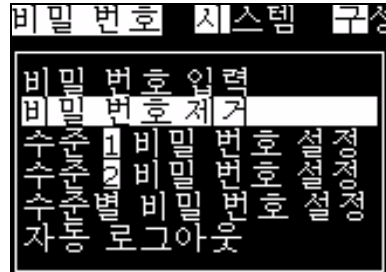 비밀 번호 시스템 구성
비밀 번호 입력
비밀 번호 제거
수준 1 비밀 번호 설정
수준 2 비밀 번호 설정
수준별 비밀 번호 설정
자동 로그아웃